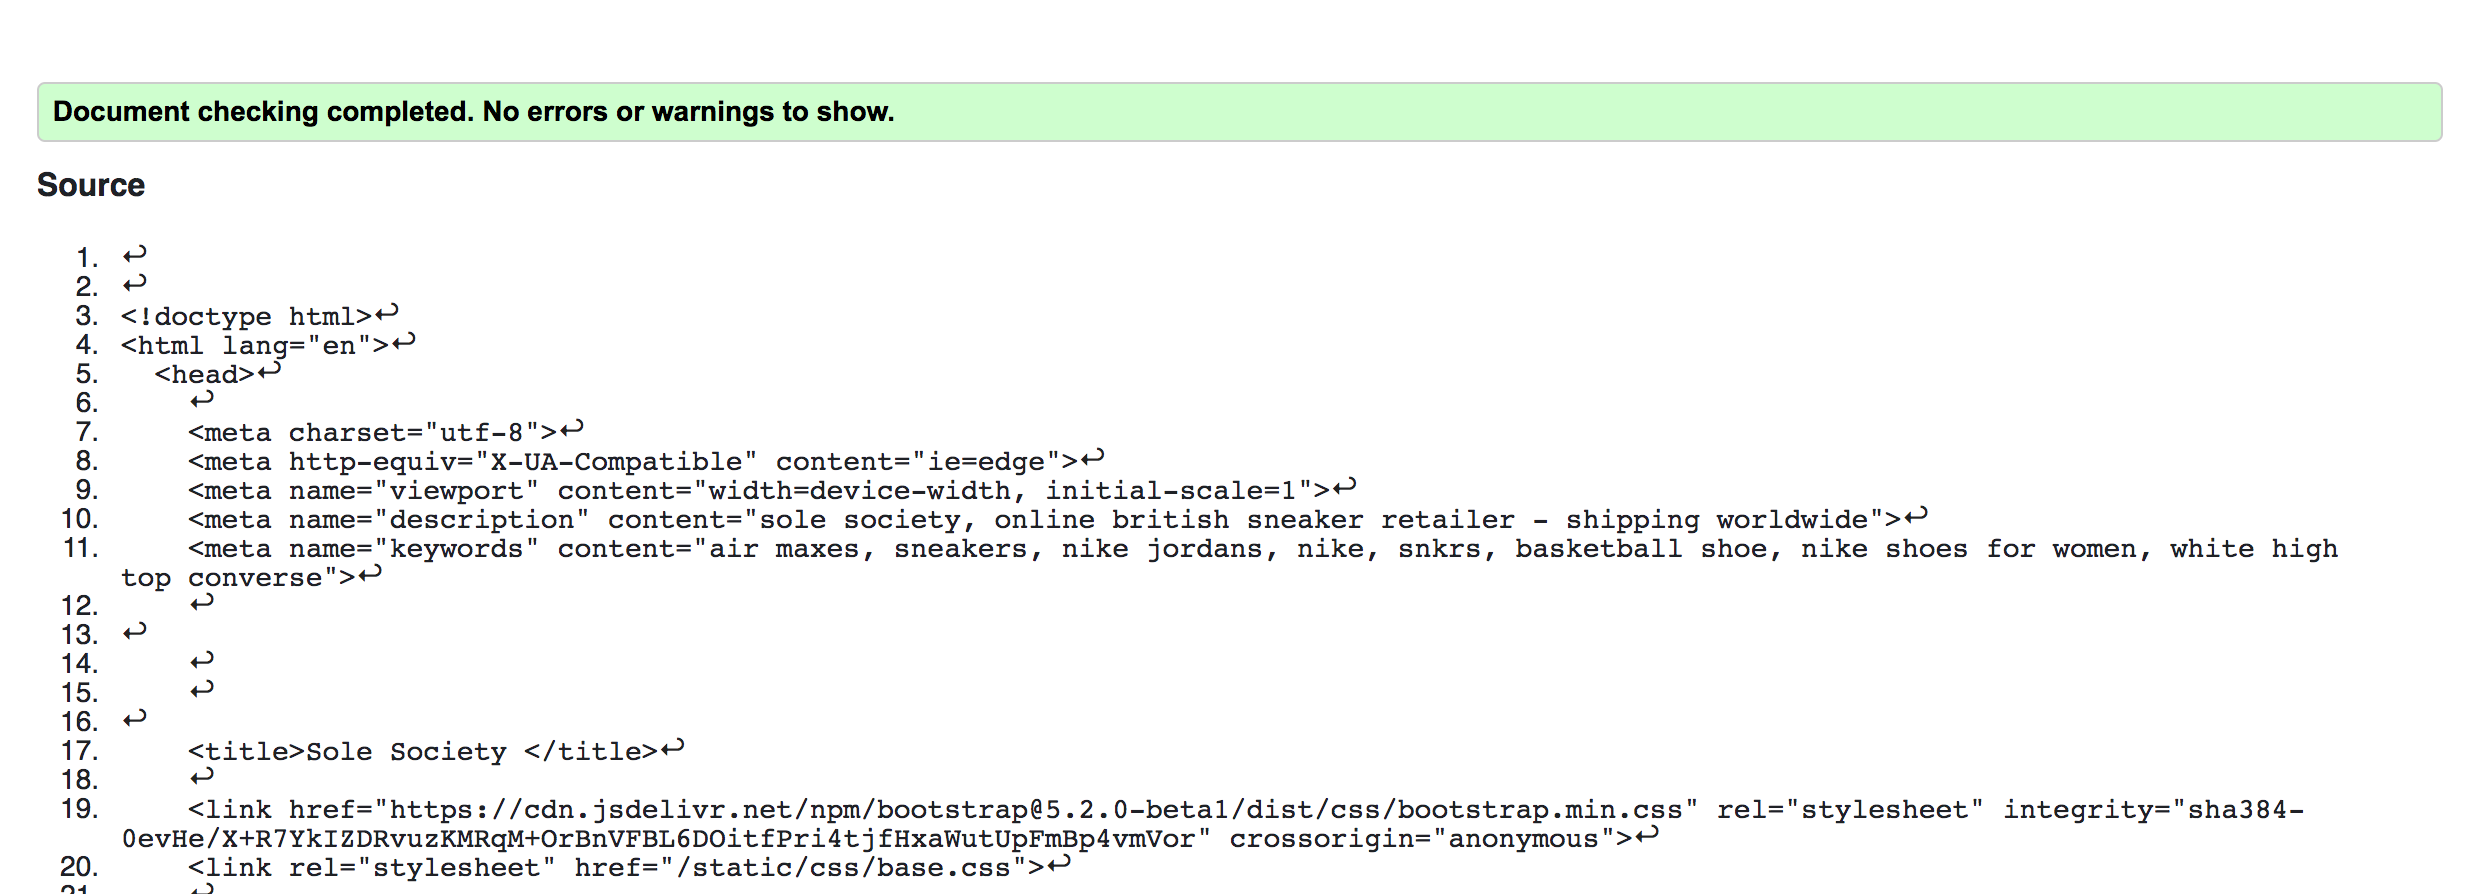 Document checking completed. No errors or warnings to show.
Source
1. ↩
2. ↩
3. <!doctype html>↩
4. <html lang="en">↩
5. <head>↩
6. ↩
7. <meta charset="utf-8">↩
8. <meta http-equiv="X-UA-Compatible" content="ie=edge">↩
9. <meta name="viewport" content="width=device-width, initial-scale=1">↩
10. <meta name="description" content="sole society, online british sneaker retailer - shipping worldwide">↩
11. <meta name="keywords" content="air maxes, sneakers, nike jordans, nike, snkrs, basketball shoe, nike shoes for women, white high
top converse">↩
12. ↩
13. ↩
14. ↩
15. ↩
16. ↩
17. <title>Sole Society </title>↩
18. ↩
19. <link href="https://cdn.jsdelivr.net/npm/bootstrap@5.2.0-beta1/dist/css/bootstrap.min.css" rel="stylesheet" integrity="sha384-
0evHe/X+R7YkIZDRvuzKMRqM+OrBnVFBL6DOitfPri4tjfHxaWutUpFmBp4vmVor" crossorigin="anonymous">↩
20. <link rel="stylesheet" href="/static/css/base.css">↩
21. ↩